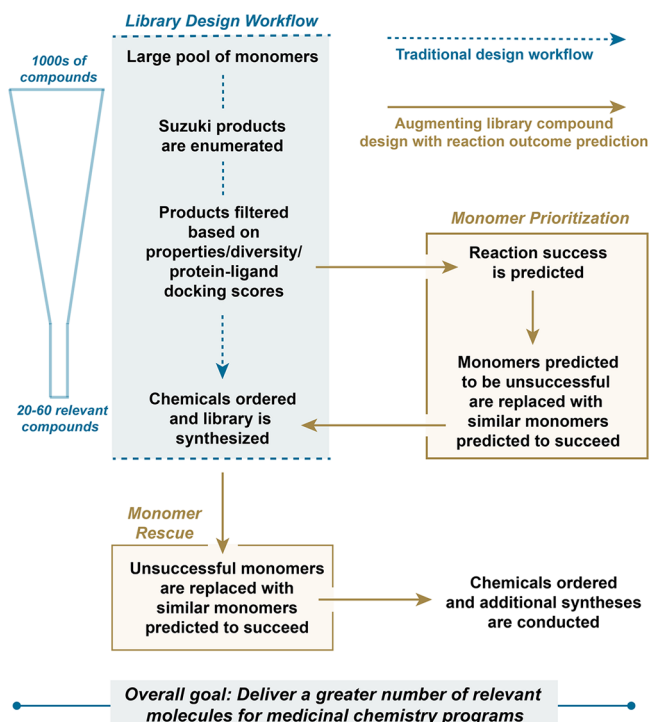 Library Design Workflow
1000s of
compounds
Large pool of monomers
Traditional design workflow
Suzuki products
are enumerated
Augmenting library compound
design with reaction outcome prediction
Products filtered
based on
properties/diversity/
protein-ligand
docking scores
Monomer Prioritization
Reaction success
is predicted
Monomers predicted
to be unsuccessful
are replaced with
similar monomers
predicted to succeed
20-60 relevant
compounds
Chemicals ordered
and library is
synthesized
Monomer
Rescue
Unsuccessful monomers
are replaced with
similar monomers
predicted to succeed
Chemicals ordered
and additional syntheses
are conducted
Overall goal: Deliver a greater number of relevant
molecules for medicinal chemistry programs